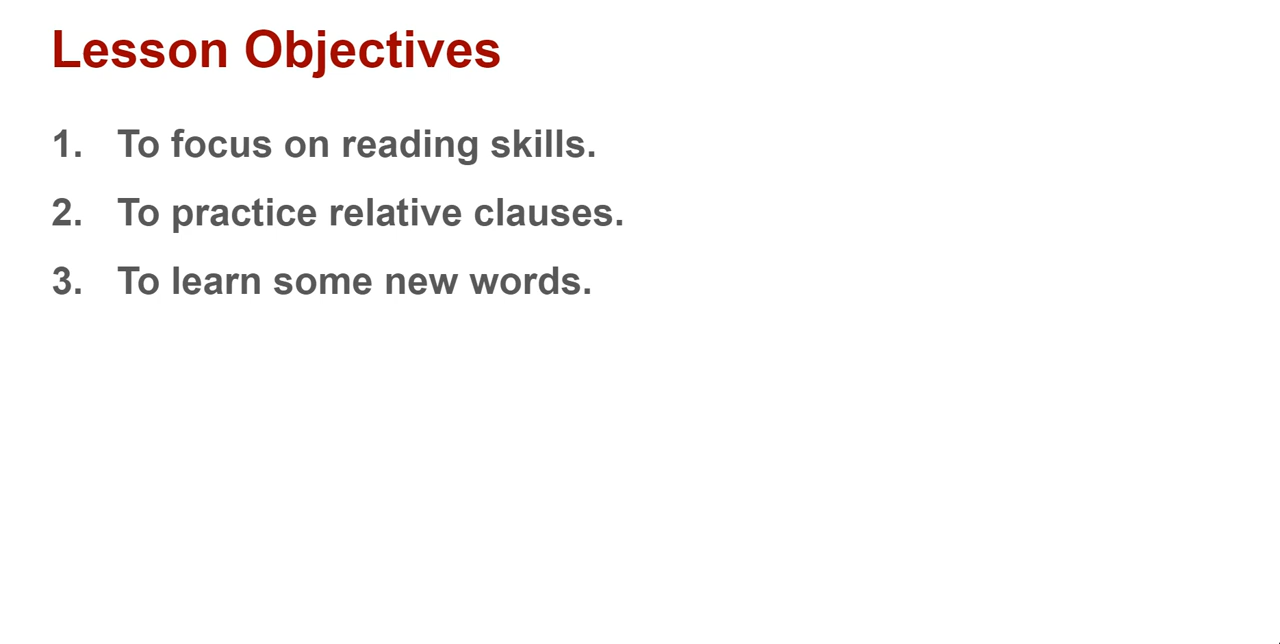 Lesson Objectives
1. To focus on reading skills.
2. To practice relative clauses.
3. To learn some new words.